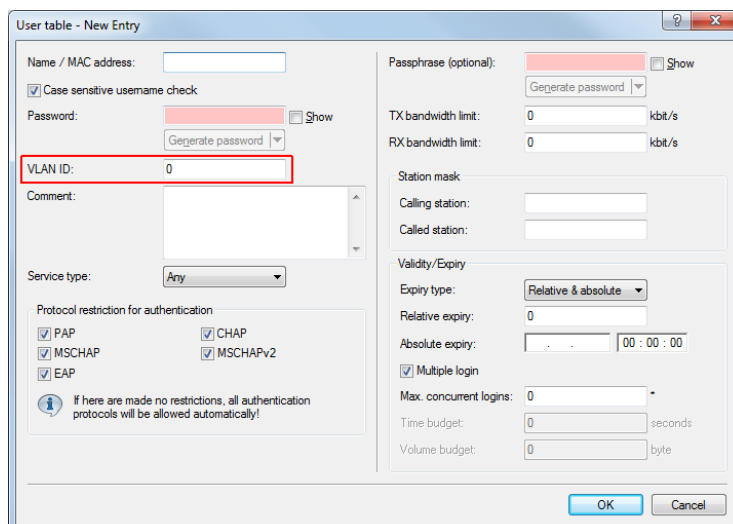 User table - New Entry
Name / MAC address:
Case sensitive username check
Password:
Show
Generate password
VLAN ID:
0
Comment:
Service type:
Any
Protocol restriction for authentication
PAP
CHAP
MSCHAP
MSCHAPv2
EAP
If here are made no restrictions, all authentication
protocols will be allowed automatically!
Passphrase (optional):
Show
Generate password
TX bandwidth limit:
0
kbit/s
RX bandwidth limit:
0
kbit/s
Station mask
Calling station:
Called station:
Validity/Expiry
Expiry type:
Relative & absolute
Relative expiry:
0
Absolute expiry:
. .
00 : 00 : 00
Multiple login
Max. concurrent logins:
0
*
Time budget:
0
seconds
Volume budget:
0
byte
OK
Cancel